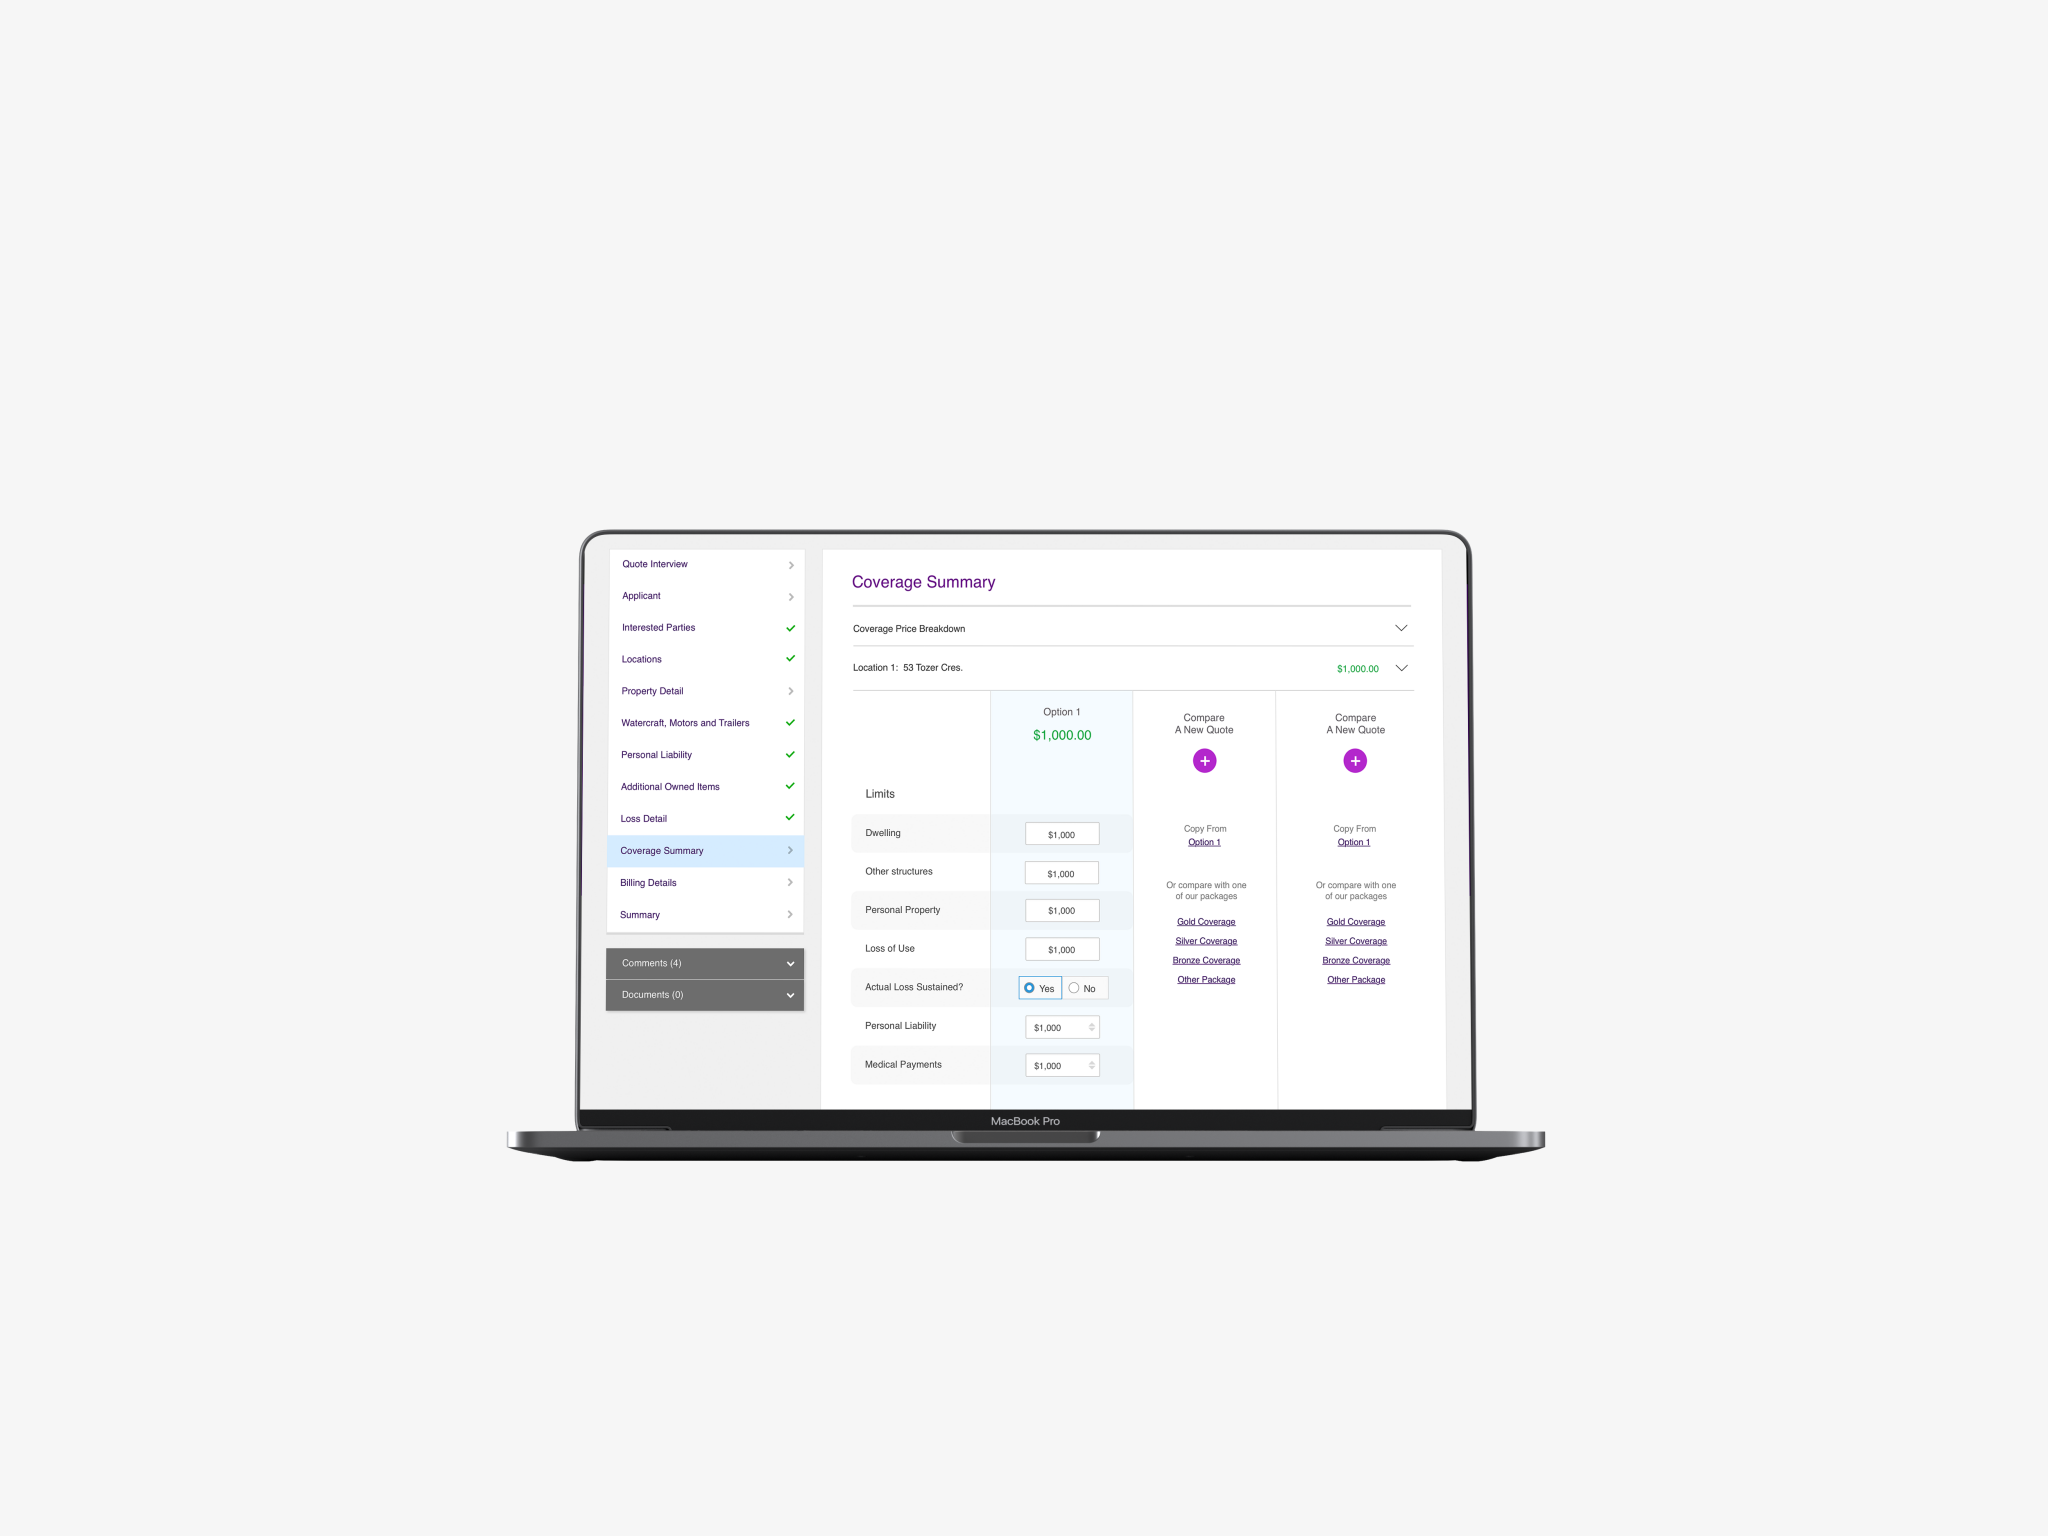 Quote Interview
Applicant
Interested Parties
Locations
Property Detail
Watercraft, Motors and Trailers
Personal Liability
Additional Owned Items
Loss Detail
Coverage Summary
Billing Details
Summary
Comments (4)
Documents (0)
Coverage Summary
Coverage Price Breakdown
Location 1: 53 Tozer Cres. $1,000.00
Option 1
$1,000.00
Compare
A New Quote
Compare
A New Quote
Limits
Dwelling $1,000
Other structures $1,000
Personal Property $1,000
Loss of Use $1,000
Actual Loss Sustained? Yes No
Personal Liability $1,000
Medical Payments $1,000
Copy From
Option 1
Or compare with one
of our packages
Gold Coverage
Silver Coverage
Bronze Coverage
Other Package
Copy From
Option 1
Or compare with one
of our packages
Gold Coverage
Silver Coverage
Bronze Coverage
Other Package
MacBook Pro